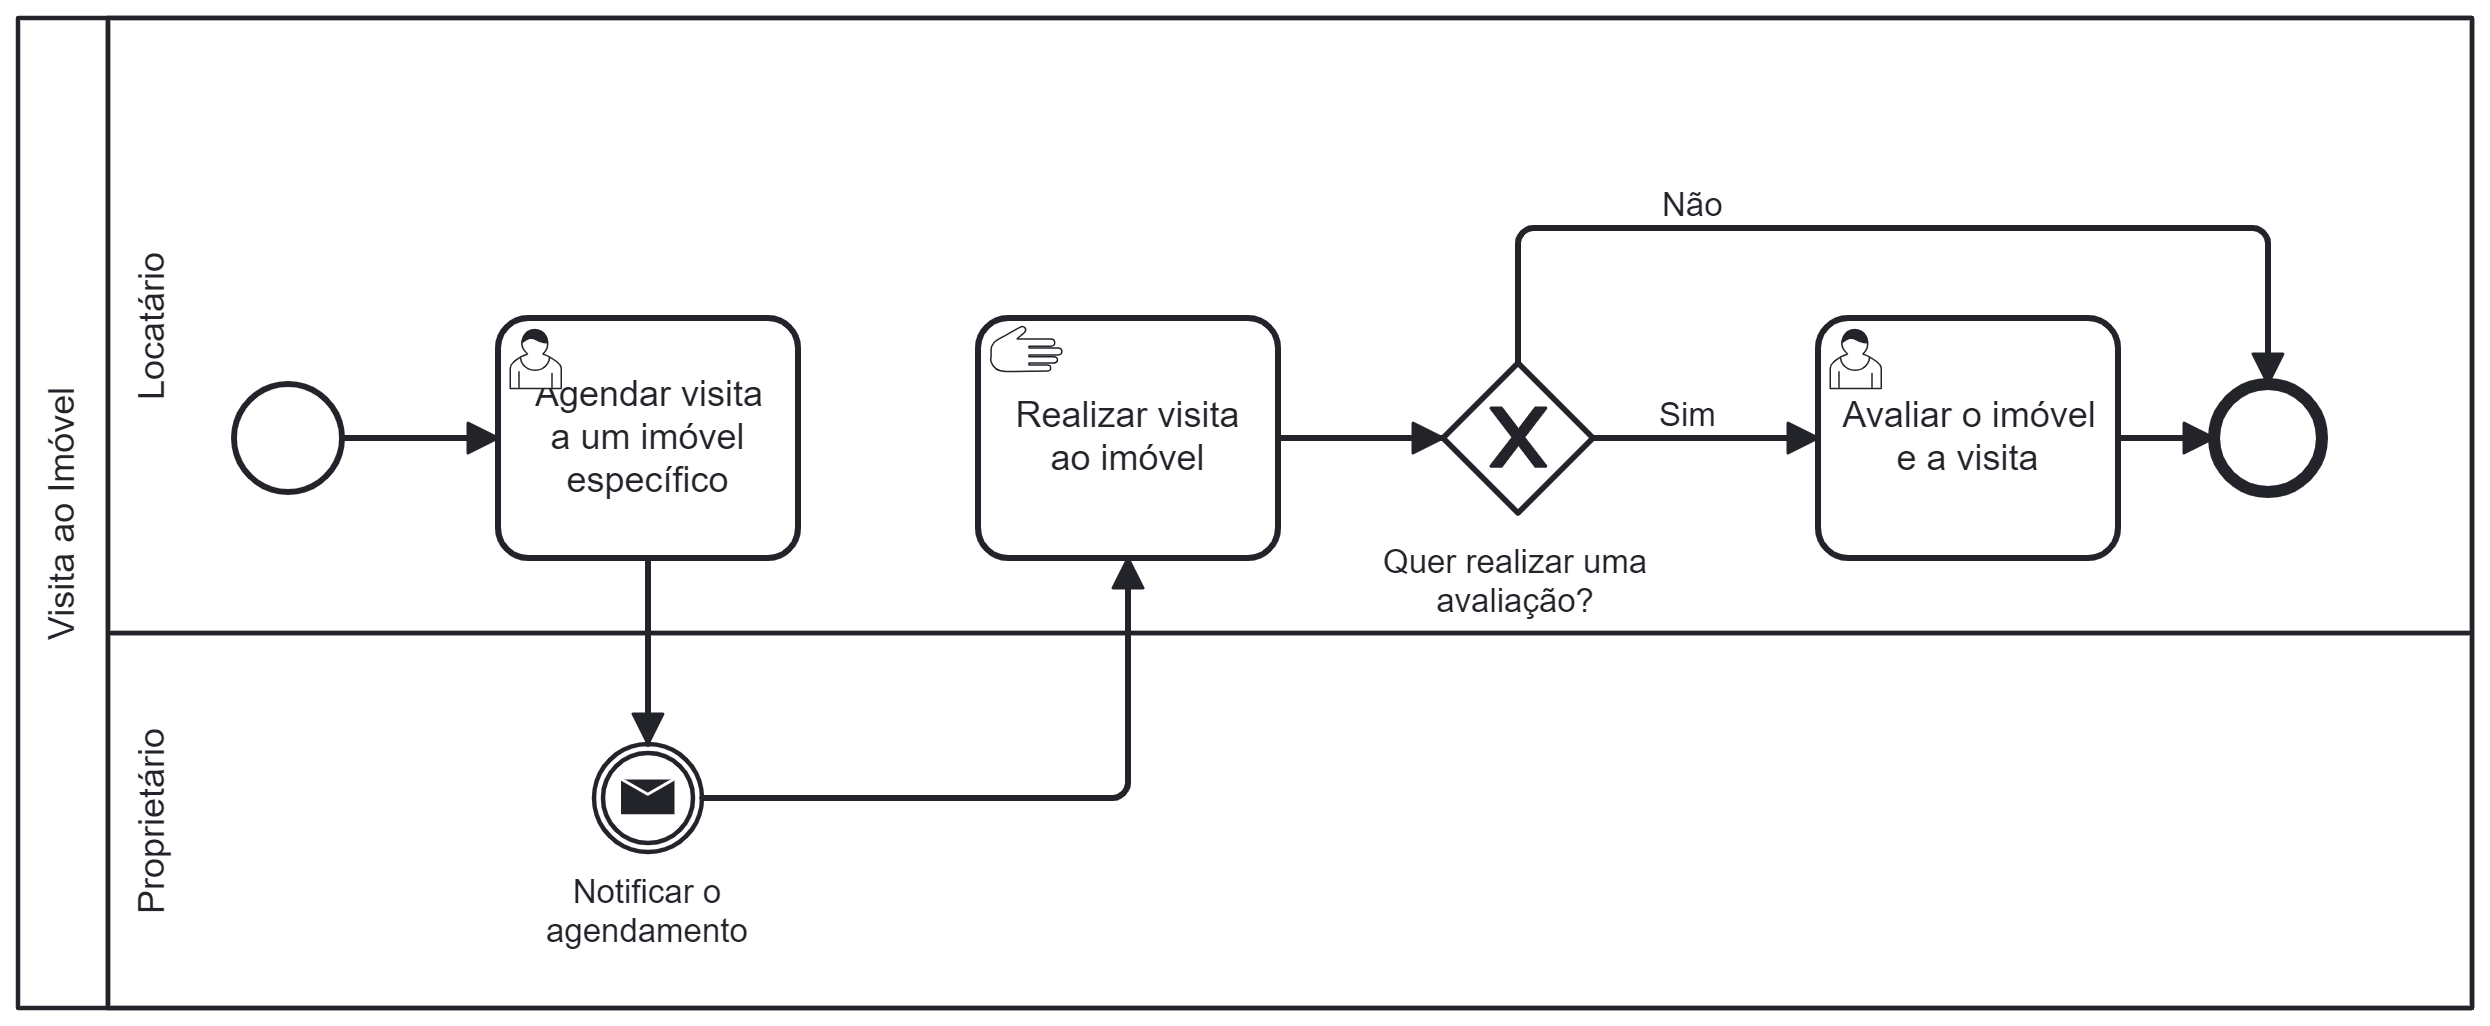 Visita ao Imóvel
Locatário
Agendar visita
a um imóvel
específico
Realizar visita
ao imóvel
Quer realizar uma
avaliação?
Não
Sim
Avaliar o imóvel
e a visita
Proprietário
Notificar o
agendamento